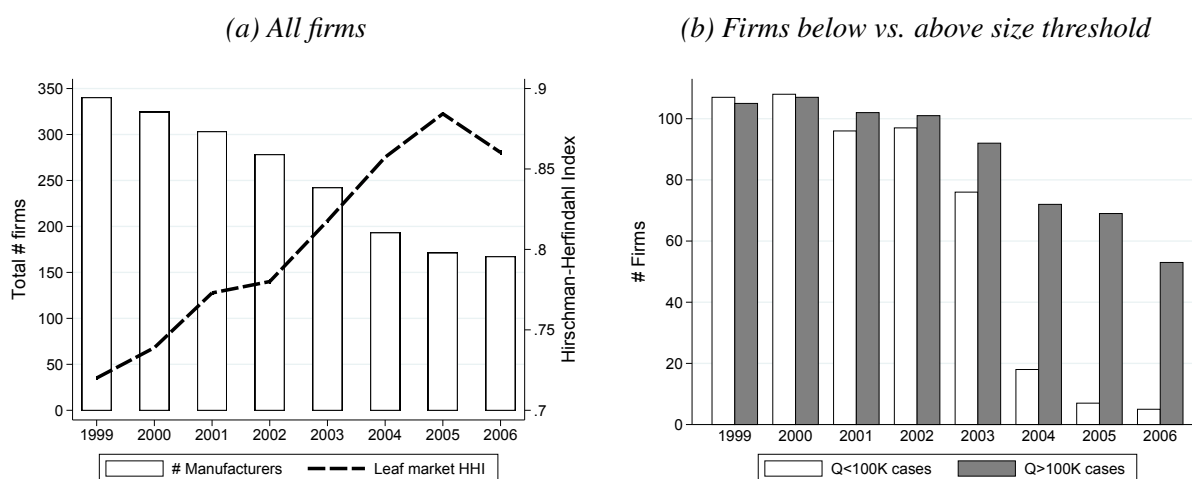 (a) All firms
350
300
250
200
150
100
50
0
Total # firms
.9
.85
.8
.75
.7
Hirschman-Herfindahl Index
1999 2000 2001 2002 2003 2004 2005 2006
# Manufacturers Leaf market HHI
(b) Firms below vs. above size threshold
100
80
60
40
20
0
# Firms
1999 2000 2001 2002 2003 2004 2005 2006
Q<100K cases Q>100K cases